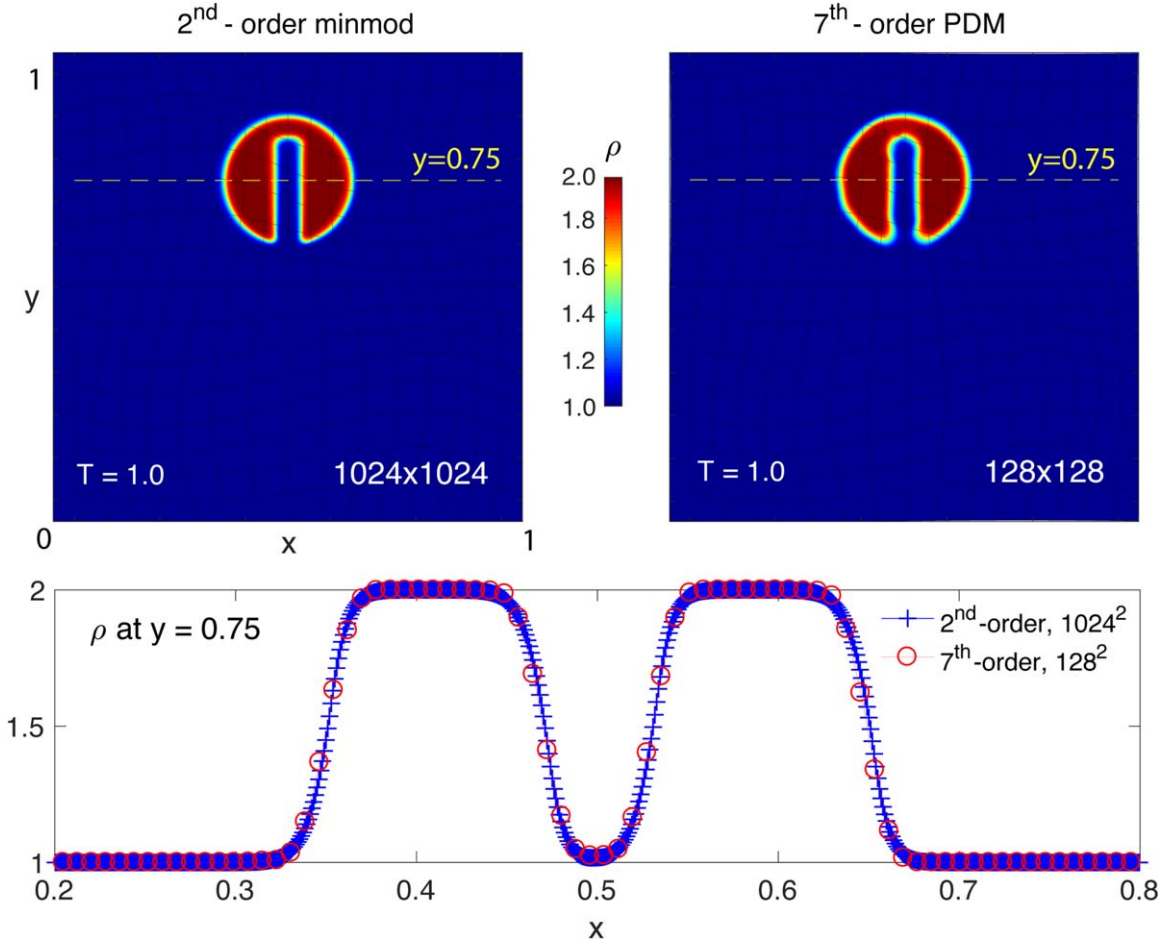 2nd - order minmod
7th - order PDM
1
y=0.75
ρ
y=0.75
2.0
1.8
1.6
1.4
1.2
1.0
y
T = 1.0
1024x1024
T = 1.0
128x128
0
x
1
2
ρ at y = 0.75
2nd-order, 1024²
7th-order, 128²
1.5
1
0.2
0.3
0.4
0.5
0.6
0.7
0.8
x